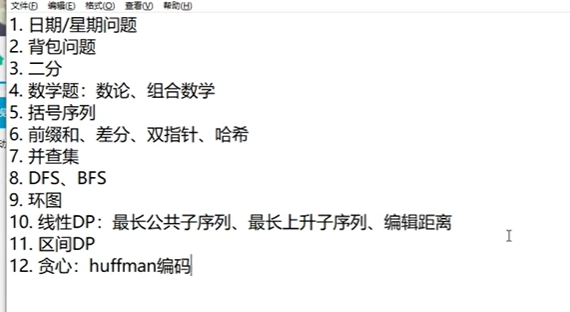 文件(F) 编辑(E) 格式(O) 查看(V) 帮助(H)
1. 日期/星期问题
2. 背包问题
3. 二分
4. 数学题：数论、组合数学
5. 括号序列
6. 前缀和、差分、双指针、哈希
7. 并查集
8. DFS、BFS
9. 环图
10. 线性DP：最长公共子序列、最长上升子序列、编辑距离
11. 区间DP
12. 贪心：huffman编码